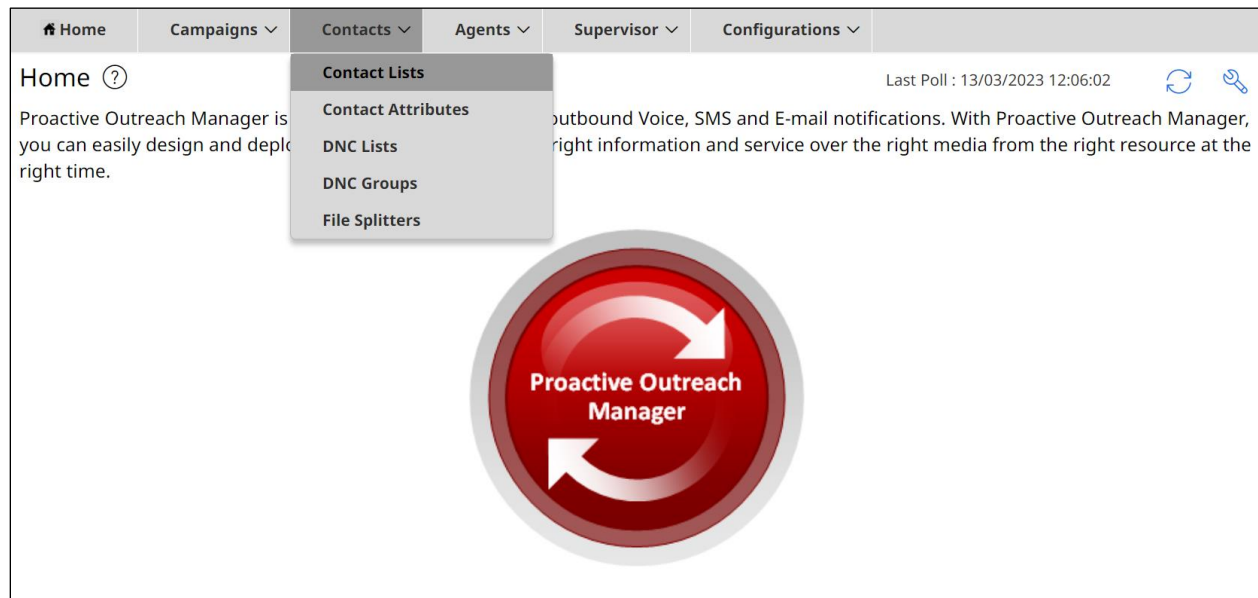 Home Campaigns Contacts Agents Supervisor Configurations
Home ? Last Poll : 13/03/2023 12:06:02
Contact Lists
Contact Attributes
DNC Lists
DNC Groups
File Splitters
Proactive Outreach Manager is outbound Voice, SMS and E-mail notifications. With Proactive Outreach Manager,
you can easily design and deplo right information and service over the right media from the right resource at the
right time.
Proactive Outreach
Manager